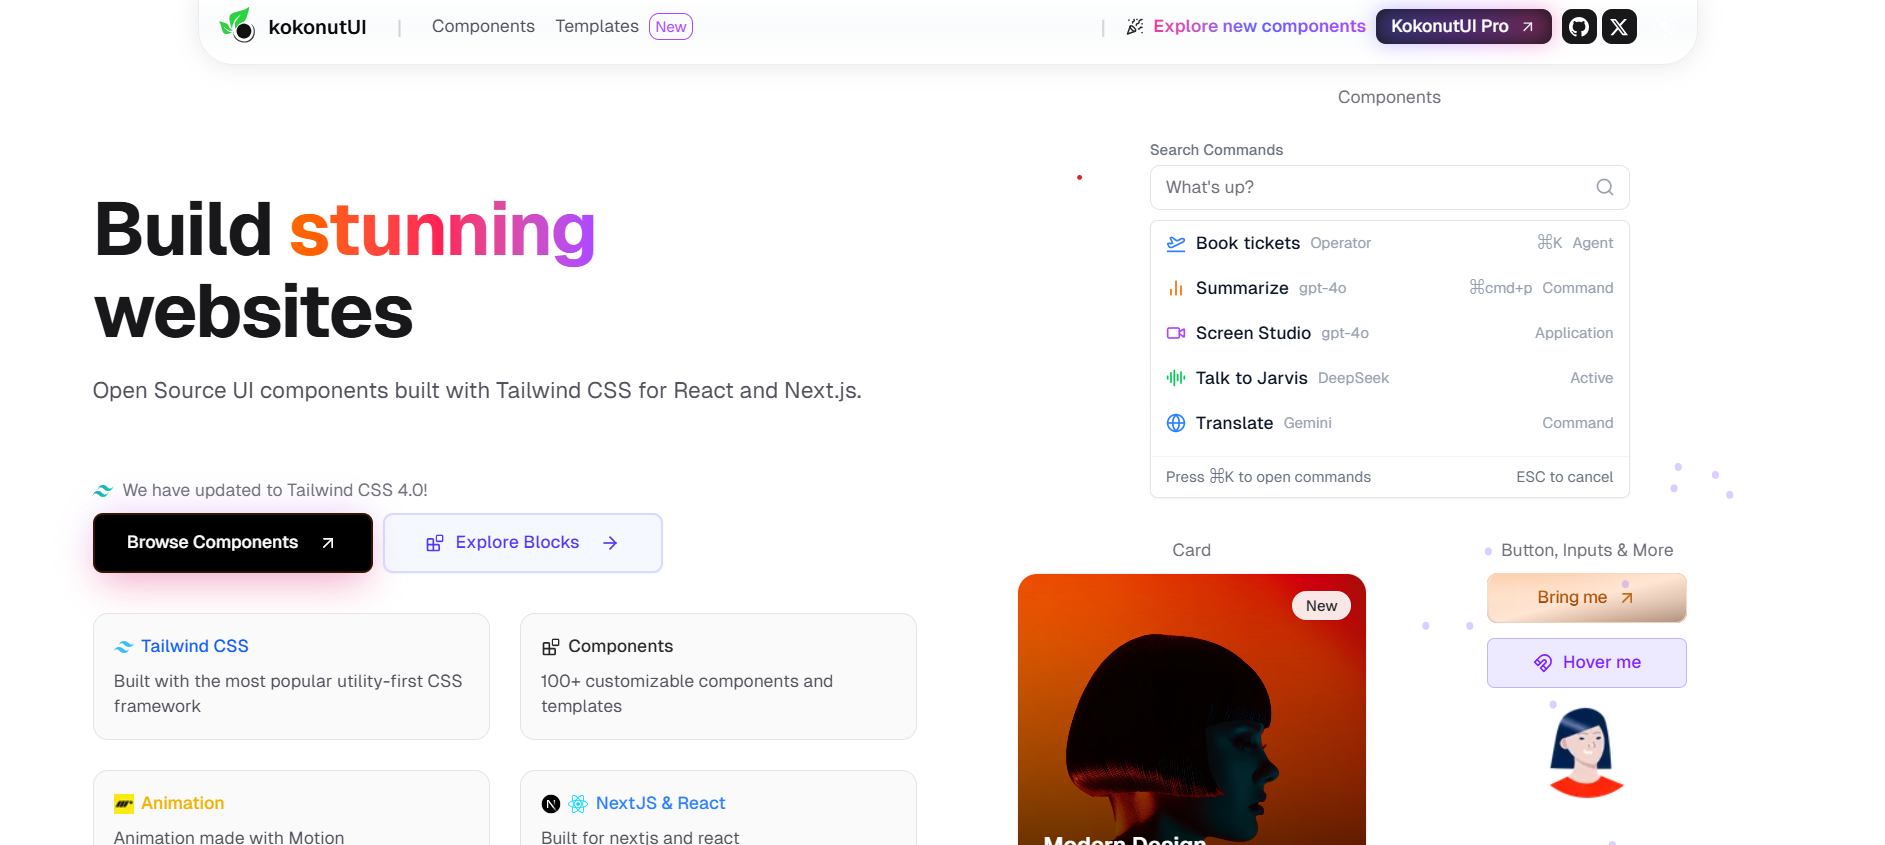 kokonutUI
Components
Templates
New
Explore new components
KokonutUI Pro
Build stunning
websites
Open Source UI components built with Tailwind CSS for React and Next.js.
We have updated to Tailwind CSS 4.0!
Browse Components
Explore Blocks
Tailwind CSS
Built with the most popular utility-first CSS
framework
Components
100+ customizable components and
templates
Animation
Animation made with Motion
NextJS & React
Built for nextjs and react
Components
Search Commands
What's up?
Book tickets Operator ⌘K Agent
Summarize gpt-4o ⌘cmd+p Command
Screen Studio gpt-4o Application
Talk to Jarvis DeepSeek Active
Translate Gemini Command
Press ⌘K to open commands ESC to cancel
Card
New
Modern Design
Button, Inputs & More
Bring me
Hover me